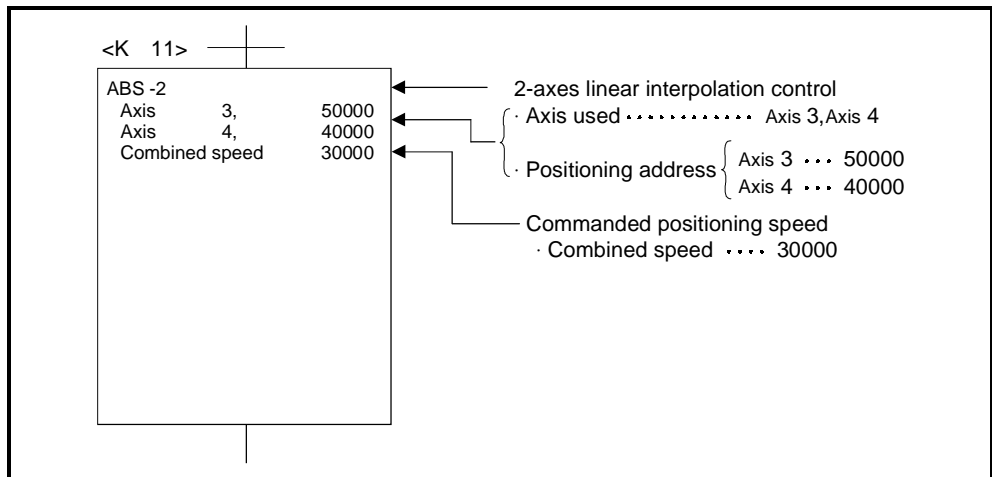 <K 11>
ABS -2
Axis 3, 50000
Axis 4, 40000
Combined speed 30000
2-axes linear interpolation control
· Axis used ············ Axis 3,Axis 4
· Positioning address
Axis 3 ··· 50000
Axis 4 ··· 40000
Commanded positioning speed
· Combined speed ···· 30000